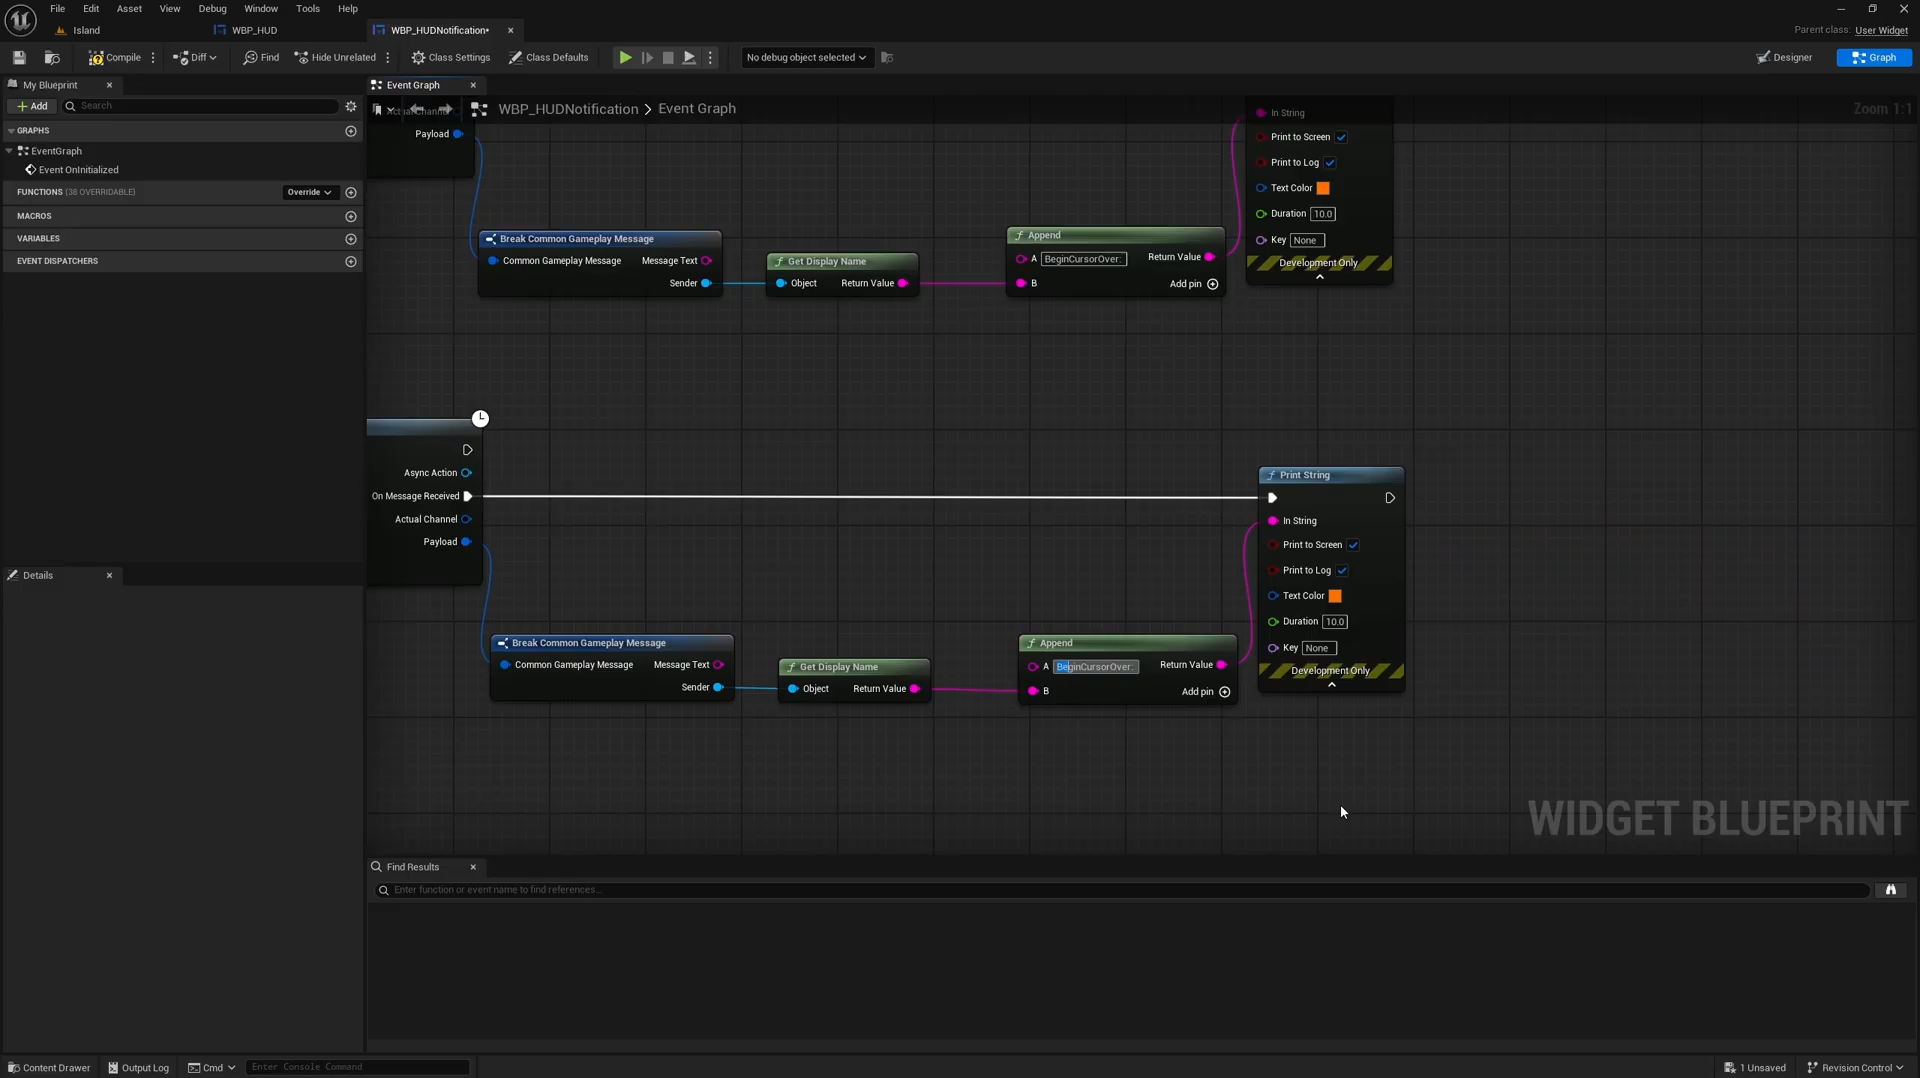 File Edit Asset View Window Debug Tools Help
Island
WBP_HUD
WBP_HUDNotification•
Parent class: User Widget
Compile
Diff
Find
Hide Unrelated
Class Settings
Class Defaults
No debug object selected
Designer
Graph
My Blueprint
Add
Search
GRAPHS
EventGraph
Event OnInitialized
FUNCTIONS (38 OVERRIDABLE)
Override
MACROS
VARIABLES
EVENT DISPATCHERS
Details
Event Graph
WBP_HUDNotification > Event Graph
Zoom 1:1
Actual Channel
Payload
Break Common Gameplay Message
Common Gameplay Message
Message Text
Sender
Get Display Name
Object
Return Value
Append
A BeginCursorOver:
Return Value
B
Add pin
In String
Print to Screen
Print to Log
Text Color
Duration 10.0
Key None
Development Only
Async Action
On Message Received
Actual Channel
Payload
Break Common Gameplay Message
Common Gameplay Message
Message Text
Sender
Get Display Name
Object
Return Value
Append
A BeginCursorOver:
Return Value
B
Add pin
Print String
In String
Print to Screen
Print to Log
Text Color
Duration 10.0
Key None
Development Only
WIDGET BLUEPRINT
Find Results
Enter function or event name to find references...
Content Drawer
Output Log
Cmd
Enter Console Command
1 Unsaved
Revision Control